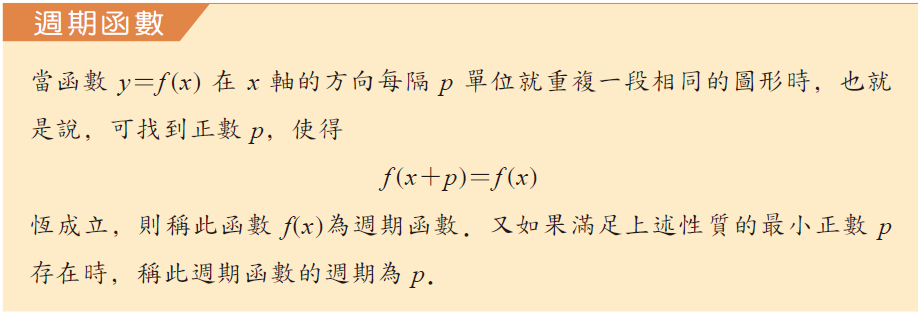 週期函數
當函數 y=f(x) 在 x 軸的方向每隔 p 單位就重複一段相同的圖形時，也就
是說，可找到正數 p，使得
f(x+p)=f(x)
恆成立，則稱此函數 f(x)為週期函數．又如果滿足上述性質的最小正數 p
存在時，稱此週期函數的週期為 p．